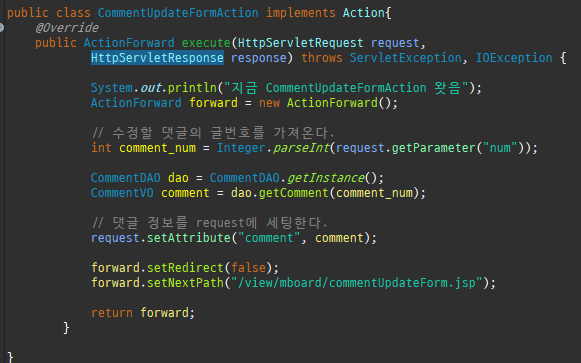 public class CommentUpdateFormAction implements Action{
@Override
public ActionForward execute(HttpServletRequest request,
HttpServletResponse response) throws ServletException, IOException {
System.out.println("지금 CommentUpdateFormAction 왓음");
ActionForward forward = new ActionForward();
// 수정할 댓글의 글번호를 가져온다.
int comment_num = Integer.parseInt(request.getParameter("num"));
CommentDAO dao = CommentDAO.getInstance();
CommentVO comment = dao.getComment(comment_num);
// 댓글 정보를 request에 세팅한다.
request.setAttribute("comment", comment);
forward.setRedirect(false);
forward.setNextPath("/view/mboard/commentUpdateForm.jsp");
return forward;
}
}